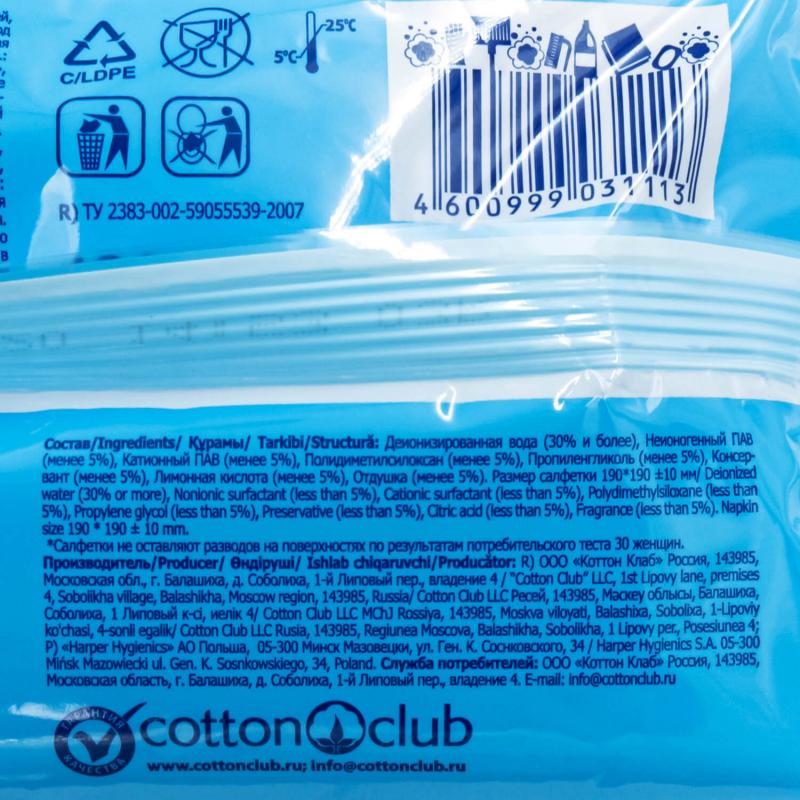 25°C
5°C
C/LDPE
R) ТУ 2383-002-59055539-2007
4 600999 031113
Состав/Ingredients/ Құрамы/ Tarkibi/Structură: Деионизированная вода (30% и более), Неионогенный ПАВ
(менее 5%), Катионный ПАВ (менее 5%), Полидиметилсилоксан (менее 5%), Пропиленгликоль (менее 5%), Консер-
вант (менее 5%), Лимонная кислота (менее 5%), Отдушка (менее 5%). Размер салфетки 190*190 ±10 мм/ Deionized
water (30% or more), Nonionic surfactant (less than 5%), Cationic surfactant (less than 5%), Polydimethylsiloxane (less than
5%), Propylene glycol (less than 5%), Preservative (less than 5%), Citric acid (less than 5%), Fragrance (less than 5%). Napkin
size 190 * 190 ± 10 mm.
*Салфетки не оставляют разводов на поверхностях по результатам потребительского теста 30 женщин.
Производитель/Producer/ Өндіруші/ Ishlab chiqaruvchi/Producător: R) ООО «Коттон Клаб» Россия, 143985,
Московская обл., г. Балашиха, д. Соболиха, 1-й Липовый пер., владение 4 / "Cotton Club" LLC, 1st Lipovy lane, premises
4, Sobolikha village, Balashikha, Moscow region, 143985, Russia/ Cotton Club LLC Ресей, 143985, Маскеу облысы, Балашиха,
Соболиха, 1 Липовый к-сі, иелік 4/ Cotton Club LLC MChJ Rossiya, 143985, Moskva viloyati, Balashixa, Sobolixa, 1-Lipoviy
ko'chasi, 4-sonli egalik/ Cotton Club LLC Rusia, 143985, Regiunea Moscova, Balashikha, Sobolikha, 1 Lipovy per., Posesiunea 4;
P) «Harper Hygienics» АО Польша, 05-300 Минск Мазовецки, ул. Ген. К. Соснковского, 34 / Harper Hygienics S.A. 05-300
Mińsk Mazowiecki ul. Gen. K. Sosnkowskiego, 34, Poland. Служба потребителей: ООО «Коттон Клаб» Россия, 143985,
Московская область, г. Балашиха, д. Соболиха, 1-й Липовый пер., владение 4. E-mail: info@cottonclub.ru
ГАРАНТИЯ КАЧЕСТВА
cotton club
www.cottonclub.ru; info@cottonclub.ru